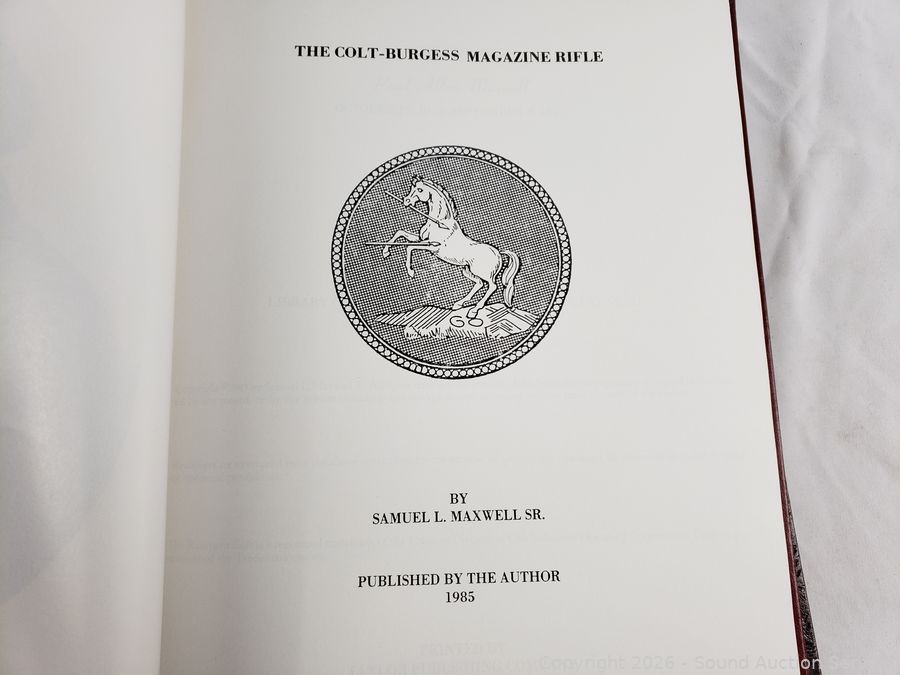 THE COLT-BURGESS MAGAZINE RIFLE
BY
SAMUEL L. MAXWELL SR.
PUBLISHED BY THE AUTHOR
1985
Copyright 2026 - Sound Auction Ser